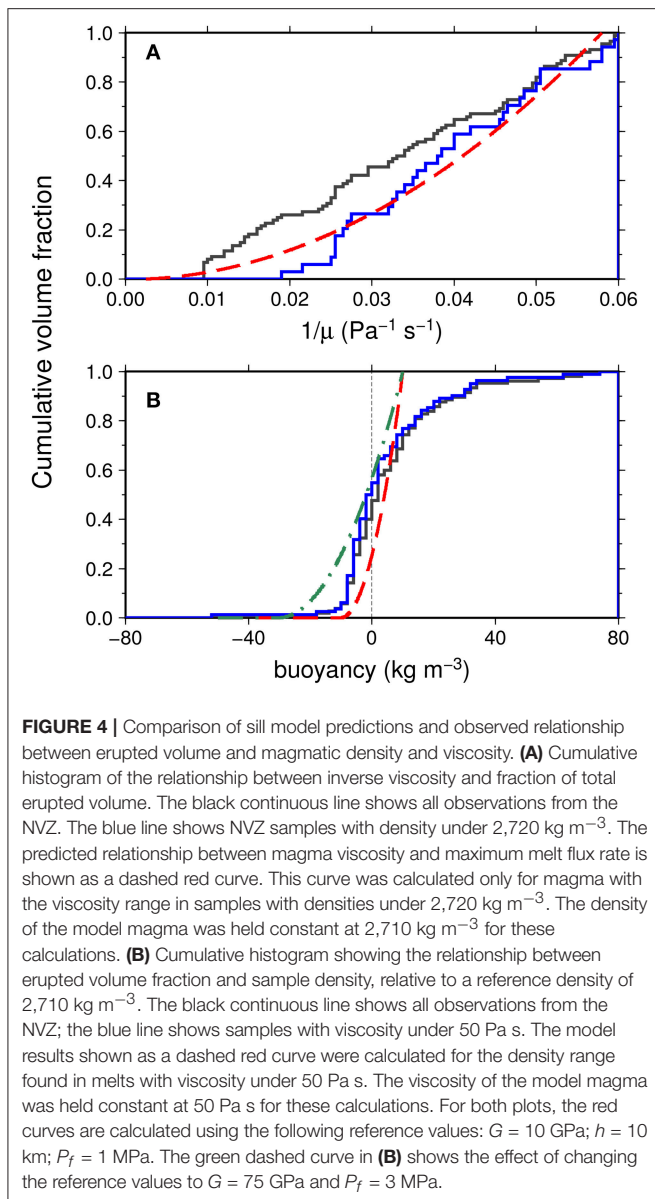 Cumulative volume fraction
A
1.0
0.8
0.6
0.4
0.2
0.0
0.00 0.01 0.02 0.03 0.04 0.05 0.06
1/μ (Pa⁻¹ s⁻¹)
B
1.0
0.8
0.6
0.4
0.2
0.0
−80 −40 0 40 80
buoyancy (kg m⁻³)
FIGURE 4 | Comparison of sill model predictions and observed relationship
between erupted volume and magmatic density and viscosity. (A) Cumulative
histogram of the relationship between inverse viscosity and fraction of total
erupted volume. The black continuous line shows all observations from the
NVZ. The blue line shows NVZ samples with density under 2,720 kg m⁻³. The
predicted relationship between magma viscosity and maximum melt flux rate is
shown as a dashed red curve. This curve was calculated only for magma with
the viscosity range in samples with densities under 2,720 kg m⁻³. The density
of the model magma was held constant at 2,710 kg m⁻³ for these
calculations. (B) Cumulative histogram showing the relationship between
erupted volume fraction and sample density, relative to a reference density of
2,710 kg m⁻³. The black continuous line shows all observations from the
NVZ; the blue line shows samples with viscosity under 50 Pa s. The model
results shown as a dashed red curve were calculated for the density range
found in melts with viscosity under 50 Pa s. The viscosity of the model magma
was held constant at 50 Pa s for these calculations. For both plots, the red
curves are calculated using the following reference values: G = 10 GPa; h = 10
km; P_f = 1 MPa. The green dashed curve in (B) shows the effect of changing
the reference values to G = 75 GPa and P_f = 3 MPa.